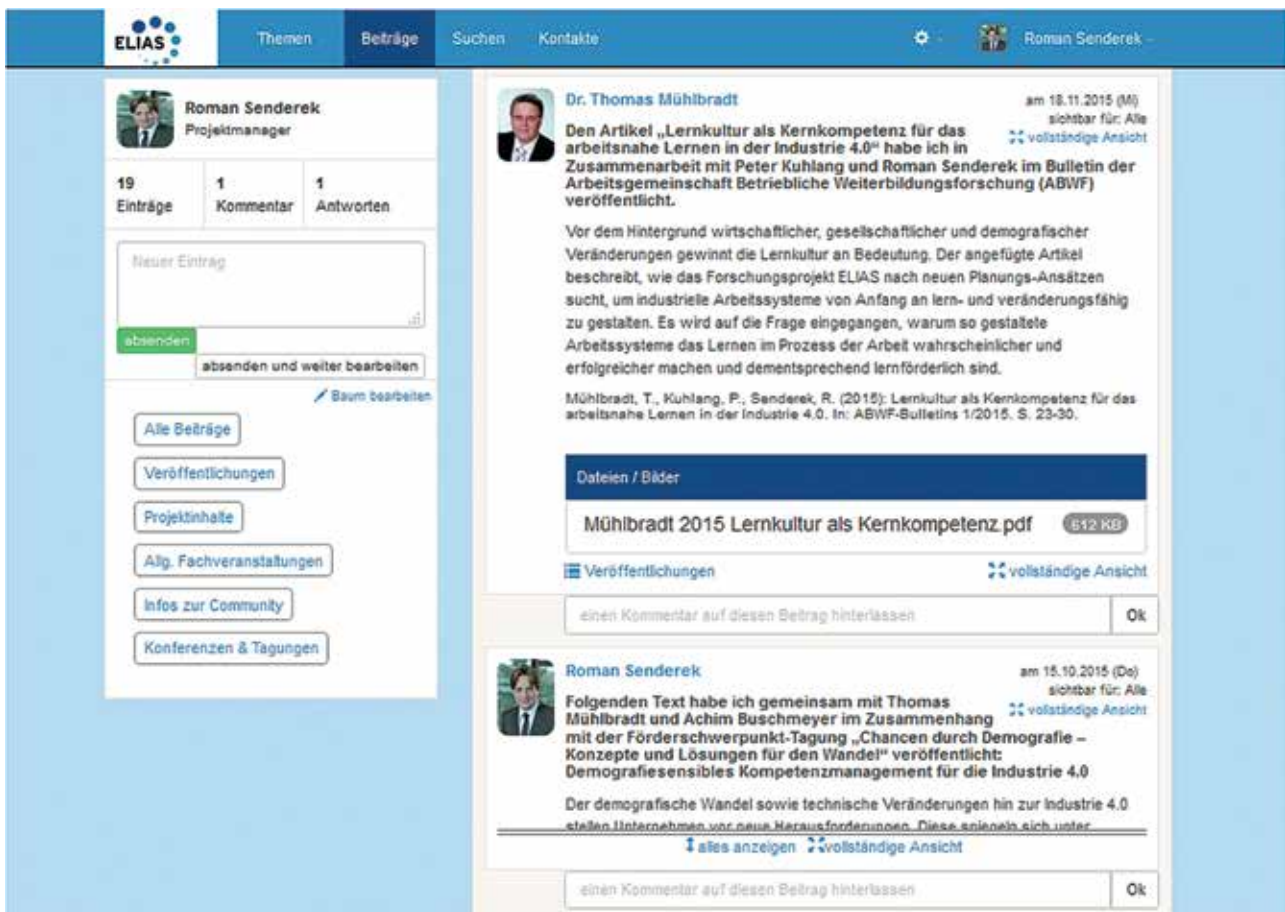 ELIAS
Themen
Beiträge
Suchen
Kontakte
Roman Senderek
Roman Senderek
Projektmanager
19
Einträge
1
Kommentar
1
Antworten
Neuer Eintrag
absenden
absenden und weiter bearbeiten
Baum bearbeiten
Alle Beiträge
Veröffentlichungen
Projektinhalte
Allg. Fachveranstaltungen
Infos zur Community
Konferenzen & Tagungen
Dr. Thomas Mühlbradt
am 18.11.2015 (Mi)
sichtbar für: Alle
vollständige Ansicht
Den Artikel „Lernkultur als Kernkompetenz für das
arbeitsnahe Lernen in der Industrie 4.0“ habe ich in
Zusammenarbeit mit Peter Kuhlang und Roman Senderek im Bulletin der
Arbeitsgemeinschaft Betriebliche Weiterbildungsforschung (ABWF)
veröffentlicht.
Vor dem Hintergrund wirtschaftlicher, gesellschaftlicher und demografischer
Veränderungen gewinnt die Lernkultur an Bedeutung. Der angefügte Artikel
beschreibt, wie das Forschungsprojekt ELIAS nach neuen Planungs-Ansätzen
sucht, um industrielle Arbeitssysteme von Anfang an lern- und veränderungsfähig
zu gestalten. Es wird auf die Frage eingegangen, warum so gestaltete
Arbeitssysteme das Lernen im Prozess der Arbeit wahrscheinlicher und
erfolgreicher machen und dementsprechend lernförderlich sind.
Mühlbradt, T., Kuhlang, P., Senderek, R. (2015): Lernkultur als Kernkompetenz für das
arbeitsnahe Lernen in der Industrie 4.0. In: ABWF-Bulletins 1/2015. S. 23-30.
Dateien / Bilder
Mühlbradt 2015 Lernkultur als Kernkompetenz.pdf
612 KB
Veröffentlichungen
vollständige Ansicht
einen Kommentar auf diesen Beitrag hinterlassen
Ok
Roman Senderek
am 15.10.2015 (Do)
sichtbar für: Alle
vollständige Ansicht
Folgenden Text habe ich gemeinsam mit Thomas
Mühlbradt und Achim Buschmeyer im Zusammenhang
mit der Förderschwerpunkt-Tagung „Chancen durch Demografie –
Konzepte und Lösungen für den Wandel“ veröffentlicht:
Demografiesensibles Kompetenzmanagement für die Industrie 4.0
Der demografische Wandel sowie technische Veränderungen hin zur Industrie 4.0
stellen Unternehmen vor neue Herausforderungen. Diese spiegeln sich unter
alles anzeigen
vollständige Ansicht
einen Kommentar auf diesen Beitrag hinterlassen
Ok